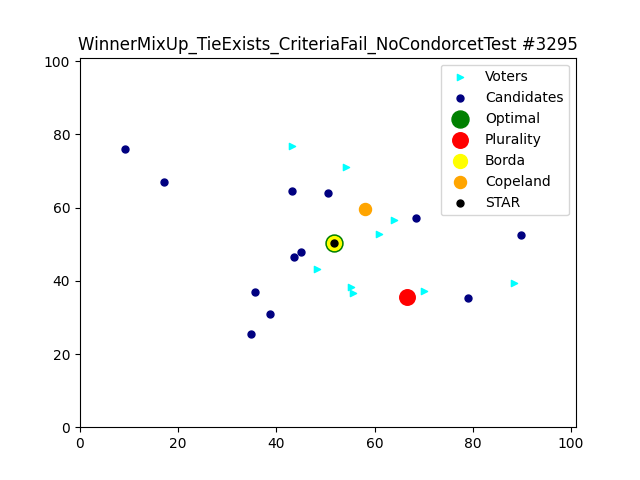 WinnerMixUp_TieExists_CriteriaFail_NoCondorcetTest #3295
Voters
Candidates
Optimal
Plurality
Borda
Copeland
STAR
100
80
60
40
20
0
0
20
40
60
80
100